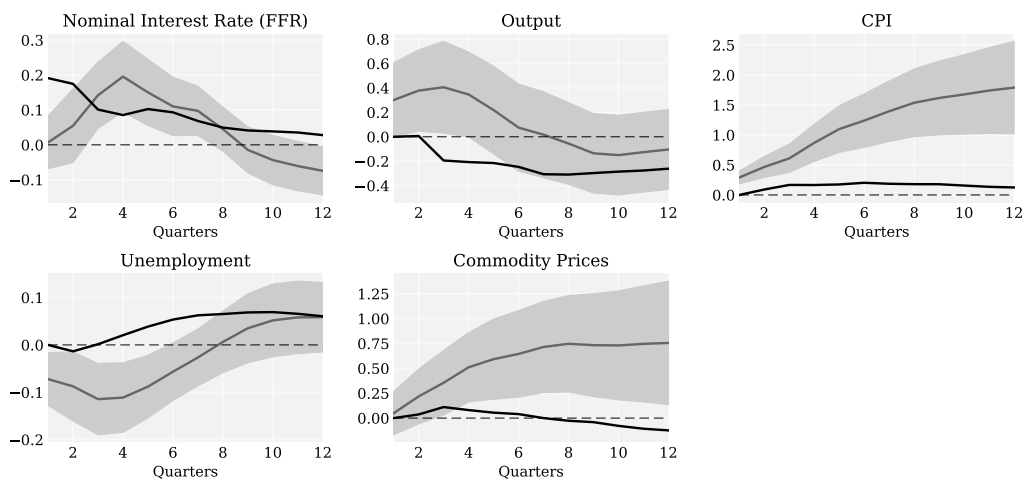 Nominal Interest Rate (FFR)
0.3
0.2
0.1
0.0
−0.1
2 4 6 8 10 12
Quarters
Output
0.8
0.6
0.4
0.2
0.0
−0.2
−0.4
2 4 6 8 10 12
Quarters
CPI
2.5
2.0
1.5
1.0
0.5
0.0
2 4 6 8 10 12
Quarters
Unemployment
0.1
0.0
−0.1
−0.2
2 4 6 8 10 12
Quarters
Commodity Prices
1.25
1.00
0.75
0.50
0.25
0.00
2 4 6 8 10 12
Quarters